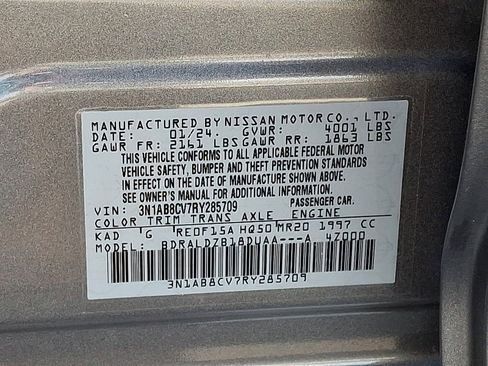 MANUFACTURED BY NISSAN MOTOR CO., LTD.
DATE: 01/24. GVWR: 4001 LBS
GAWR FR: 2161 LBS GAWR RR: 1863 LBS
THIS VEHICLE CONFORMS TO ALL APPLICABLE FEDERAL MOTOR
VEHICLE SAFETY, BUMPER, AND THEFT PREVENTION STANDARDS
IN EFFECT ON THE DATE OF MANUFACTURE SHOWN ABOVE.
SEE OWNER'S MANUAL FOR ADDITIONAL INFORMATION.
VIN: 3N1AB8CV7RY285709 PASSENGER CAR.
COLOR TRIM TRANS AXLE ENGINE
KAD G RE0F15A HQ50 MR20 1997 CC
MODEL: BDRALDZB18DUAA---A 4Z000
3N1AB8CV7RY285709